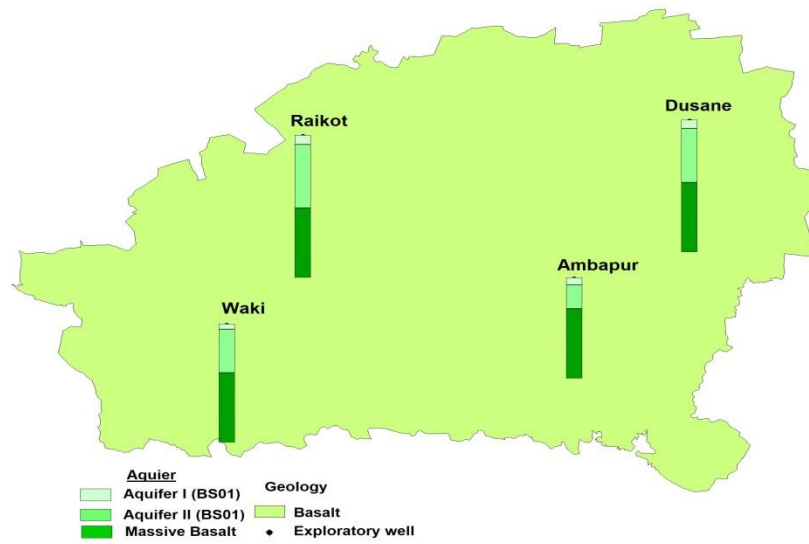 Dusane
Raikot
Ambapur
Waki
Aquier
Aquifer I (BS01)
Aquifer II (BS01)
Massive Basalt
Geology
Basalt
Exploratory well